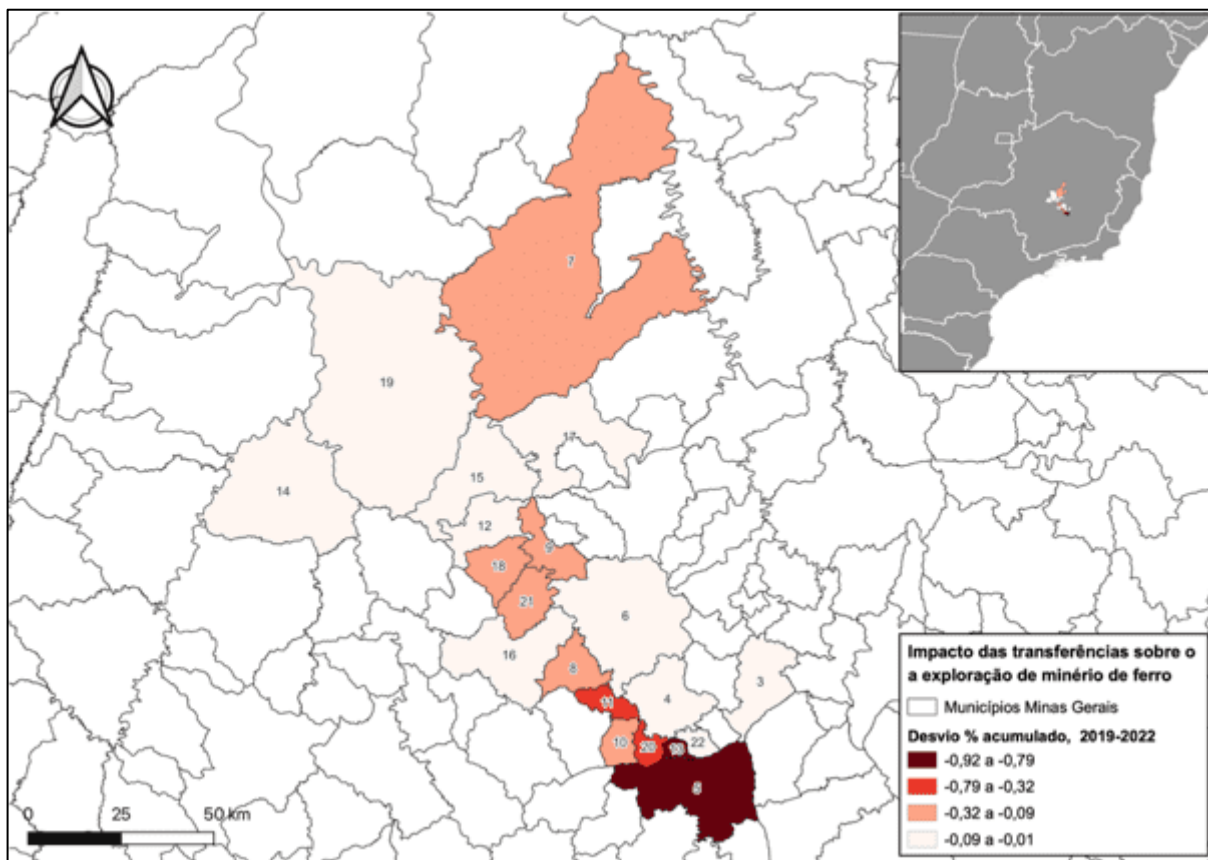 7
19
17
14
15
12
9
18
21
6
16
8
3
4
11
10
20
13
22
5
0
25
50 km
Impacto das transferências sobre o
a exploração de minério de ferro
Municípios Minas Gerais
Desvio % acumulado, 2019-2022
-0,92 a -0,79
-0,79 a -0,32
-0,32 a -0,09
-0,09 a -0,01